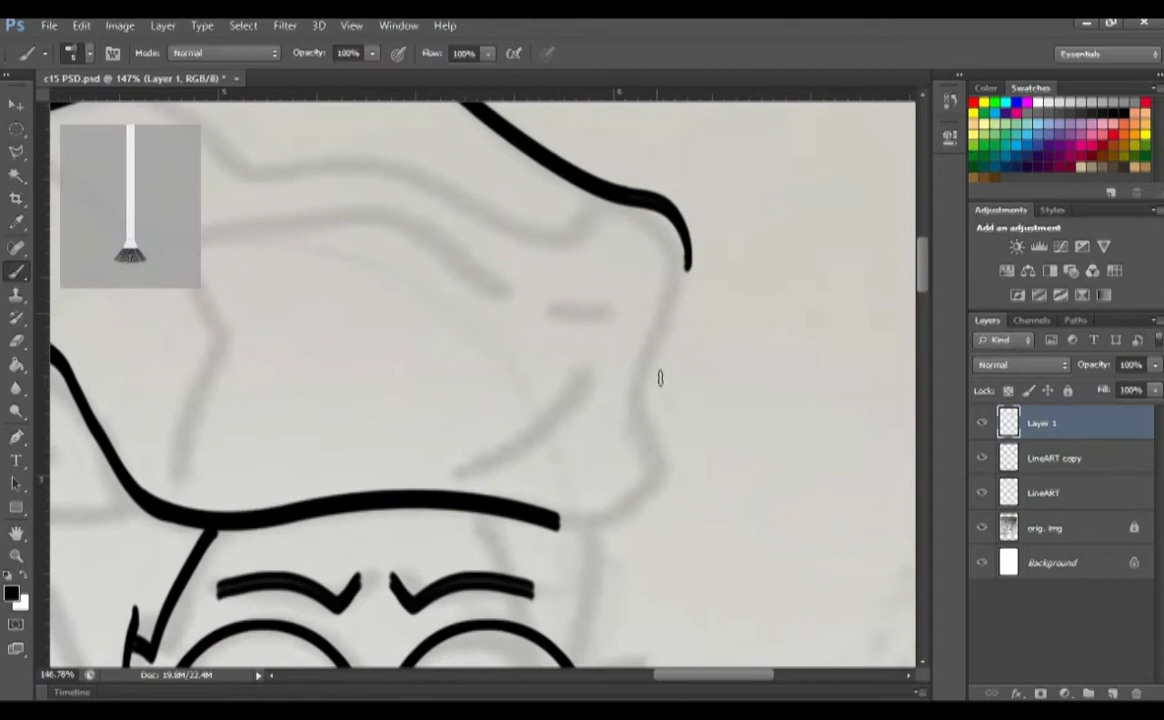 Ps File Edit Image Layer Type Select Filter 3D View Window Help
Mode: Normal Opacity: 100% Flow: 100% Essentials
c15 PSD.psd @ 147% (Layer 1, RGB/8) * ×
5 6
Color Swatches
Adjustments Styles
Add an adjustment
Layers Channels Paths
Kind
Normal Opacity: 100%
Lock: Fill: 100%
Layer 1
LineART copy
LineART
orig. img
Background
146.78% Doc: 19.8M/22.4M
Timeline